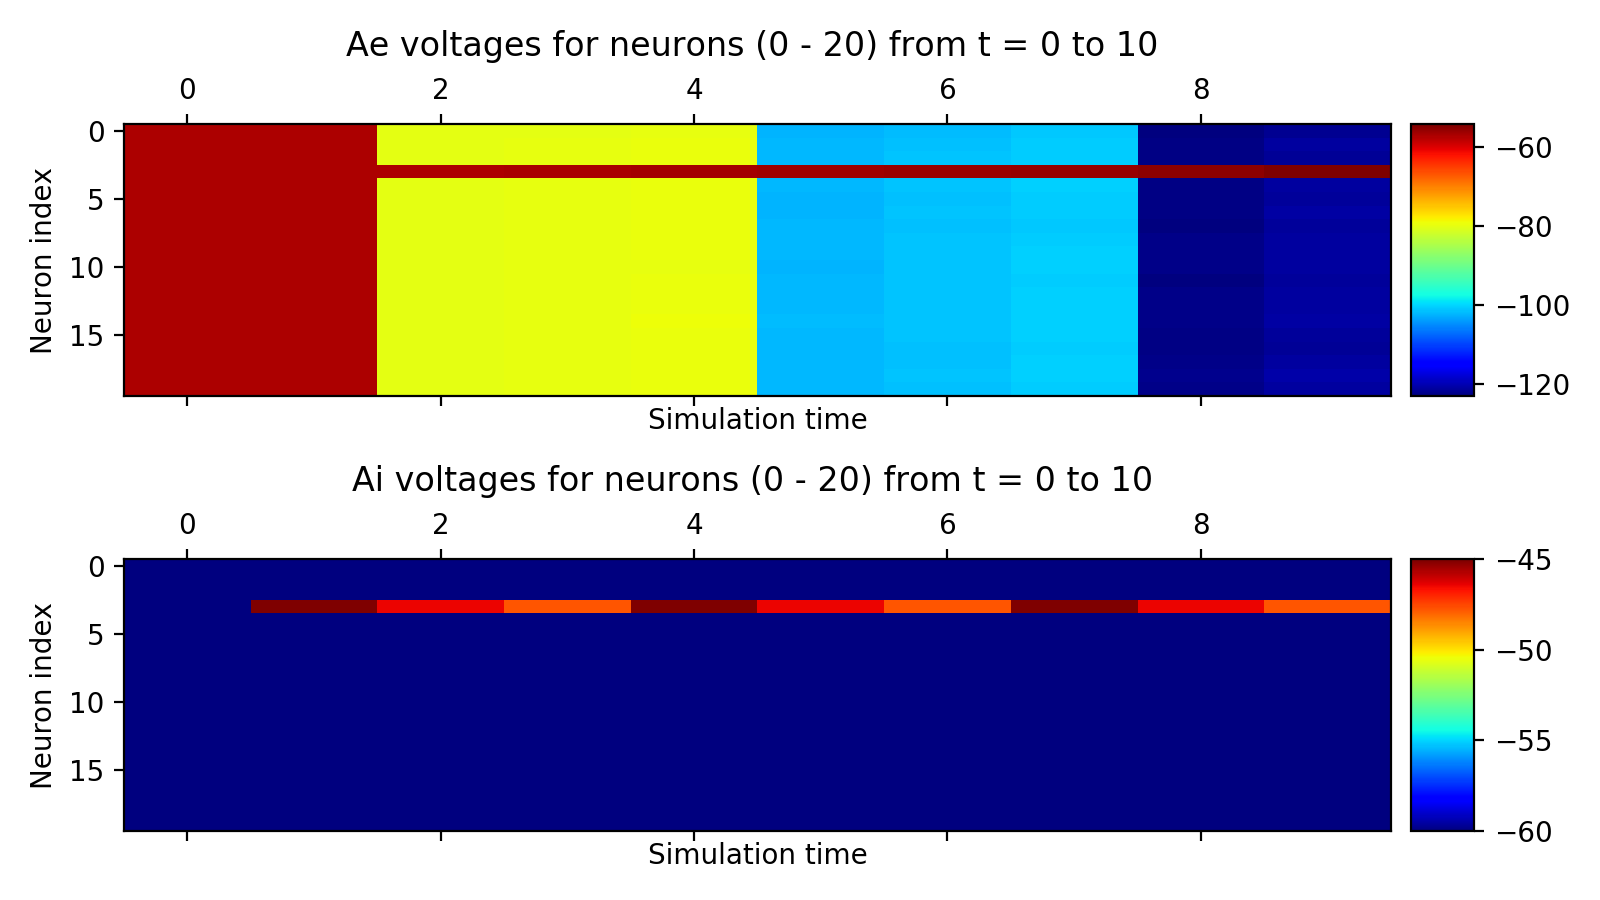 Ae voltages for neurons (0 - 20) from t = 0 to 10
0 2 4 6 8
Neuron index
0
5
10
15
−60
−80
−100
−120
Simulation time
Ai voltages for neurons (0 - 20) from t = 0 to 10
0 2 4 6 8
Neuron index
0
5
10
15
−45
−50
−55
−60
Simulation time